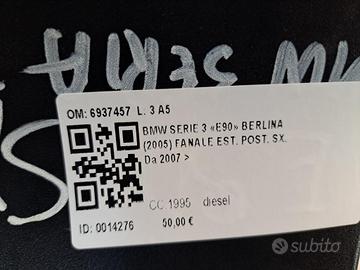 W SERIA
OM: 6937457 L: 3 A5
BMW SERIE 3 «E90» BERLINA
(2005) FANALE EST. POST. SX.
Da 2007 >
CC 1995 diesel
ID: 0014276 50,00 €
subito